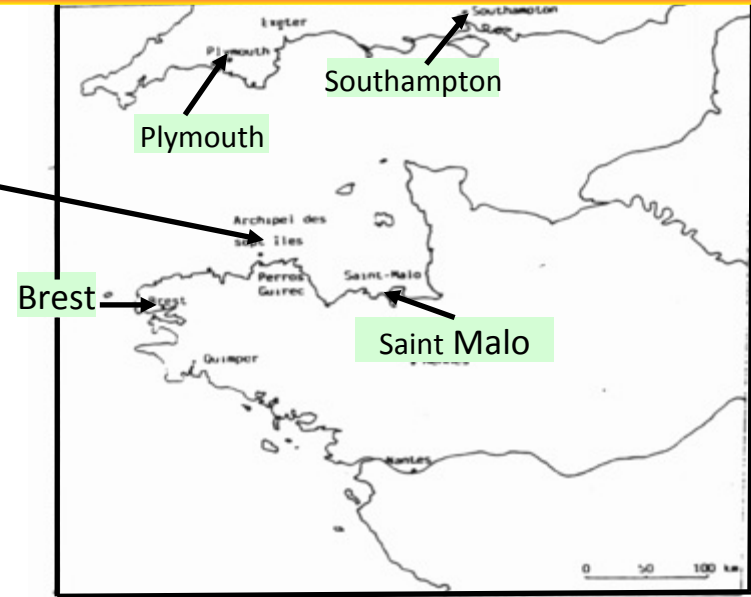 Exeter
Southampton
Plymouth
Southampton
Plymouth
Archipel des
sept îles
Perros
Guirec
Saint-Malo
Brest
Brest
Saint Malo
Quimper
Nantes
0 50 100 km